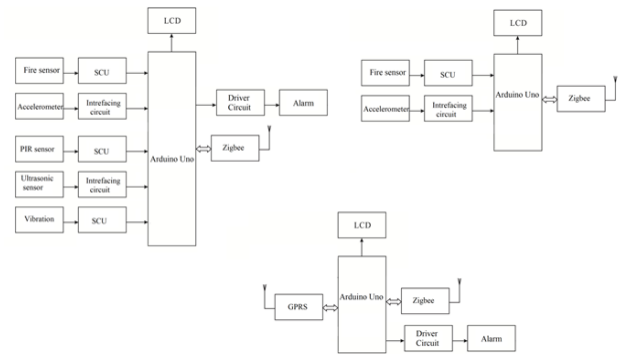 LCD
Fire sensor
SCU
Accelerometer
Intrefacing
circuit
PIR sensor
SCU
Ultrasonic
sensor
Intrefacing
circuit
Vibration
SCU
Arduino Uno
Driver
Circuit
Alarm
Zigbee
LCD
Fire sensor
SCU
Accelerometer
Intrefacing
circuit
Arduino Uno
Zigbee
LCD
GPRS
Arduino Uno
Zigbee
Driver
Circuit
Alarm